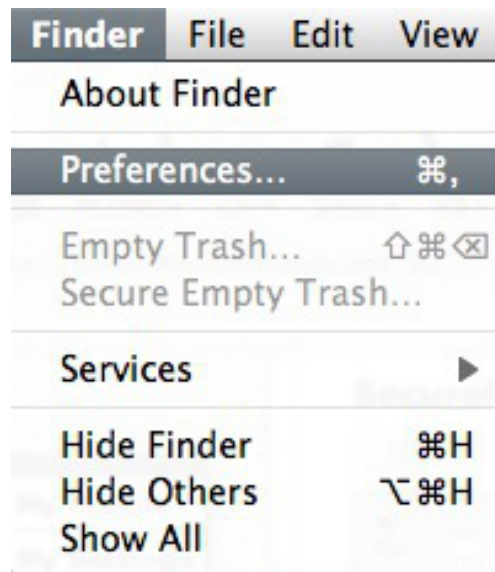 Finder File Edit View
About Finder
Preferences... ⌘,
Empty Trash... ⇧⌘⌫
Secure Empty Trash...
Services ▶
Hide Finder ⌘H
Hide Others ⌥⌘H
Show All